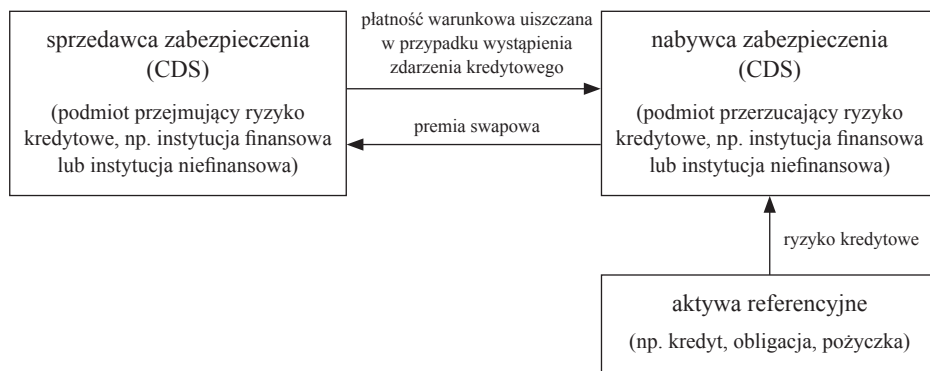 sprzedawca zabezpieczenia
(CDS)
(podmiot przejmujący ryzyko
kredytowe, np. instytucja finansowa
lub instytucja niefinansowa)
płatność warunkowa uiszczana
w przypadku wystąpienia
zdarzenia kredytowego
premia swapowa
nabywca zabezpieczenia
(CDS)
(podmiot przerzucający ryzyko
kredytowe, np. instytucja finansowa
lub instytucja niefinansowa)
ryzyko kredytowe
aktywa referencyjne
(np. kredyt, obligacja, pożyczka)